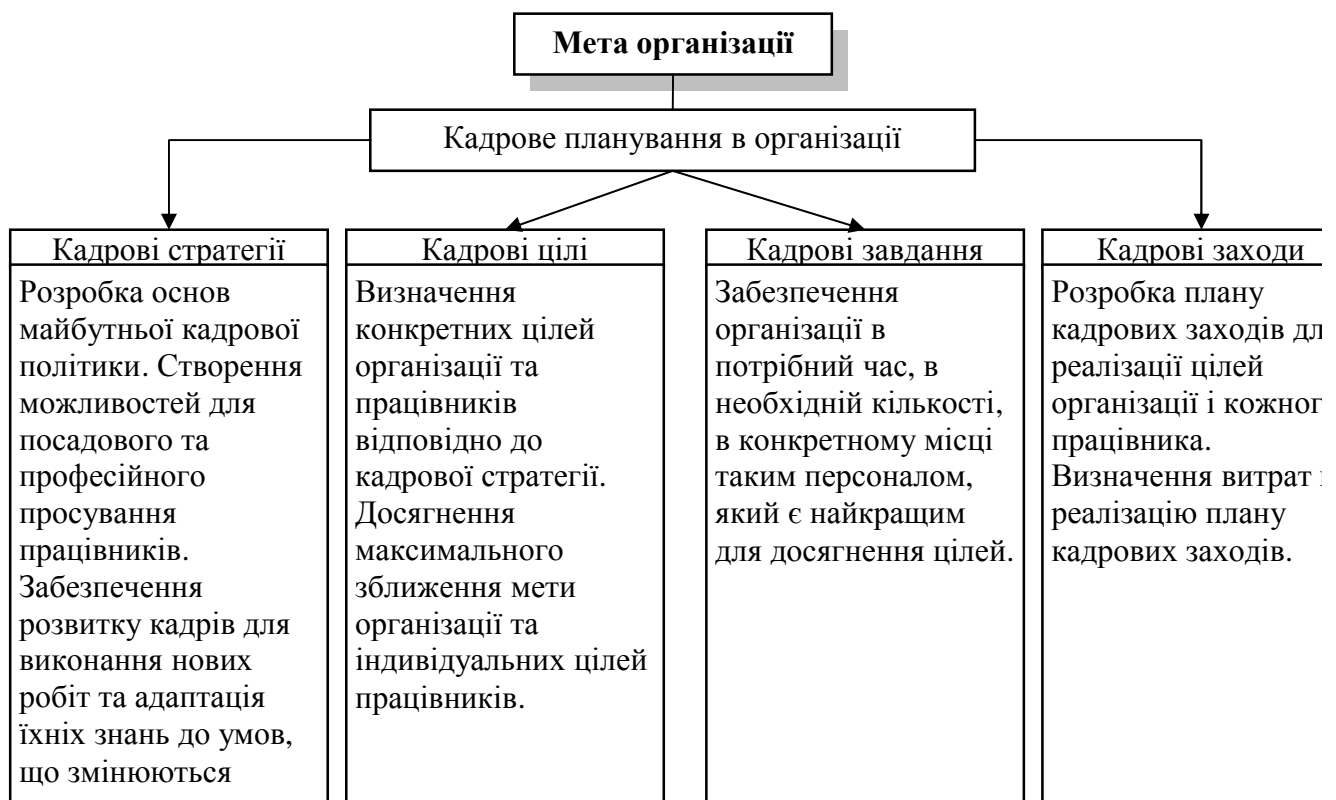 Мета організації
Кадрове планування в організації
Кадрові стратегії
Розробка основ
майбутньої кадрової
політики. Створення
можливостей для
посадового та
професійного
просування
працівників.
Забезпечення
розвитку кадрів для
виконання нових
робіт та адаптація
їхніх знань до умов,
що змінюються
Кадрові цілі
Визначення
конкретних цілей
організації та
працівників
відповідно до
кадрової стратегії.
Досягнення
максимального
зближення мети
організації та
індивідуальних цілей
працівників.
Кадрові завдання
Забезпечення
організації в
потрібний час, в
необхідній кількості,
в конкретному місці
таким персоналом,
який є найкращим
для досягнення цілей.
Кадрові заходи
Розробка плану
кадрових заходів
реалізації цілей
організації і
працівника.
Визначення витрат
реалізацію плану
кадрових заходів.